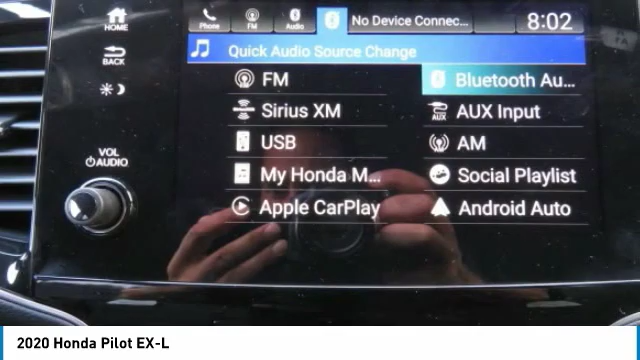 HOME
BACK
VOL
AUDIO
Phone FM Audio No Device Connec... 8:02
Quick Audio Source Change
FM Bluetooth Au...
Sirius XM AUX AUX Input
USB AM
My Honda M... Social Playlist
Apple CarPlay Android Auto
2020 Honda Pilot EX-L